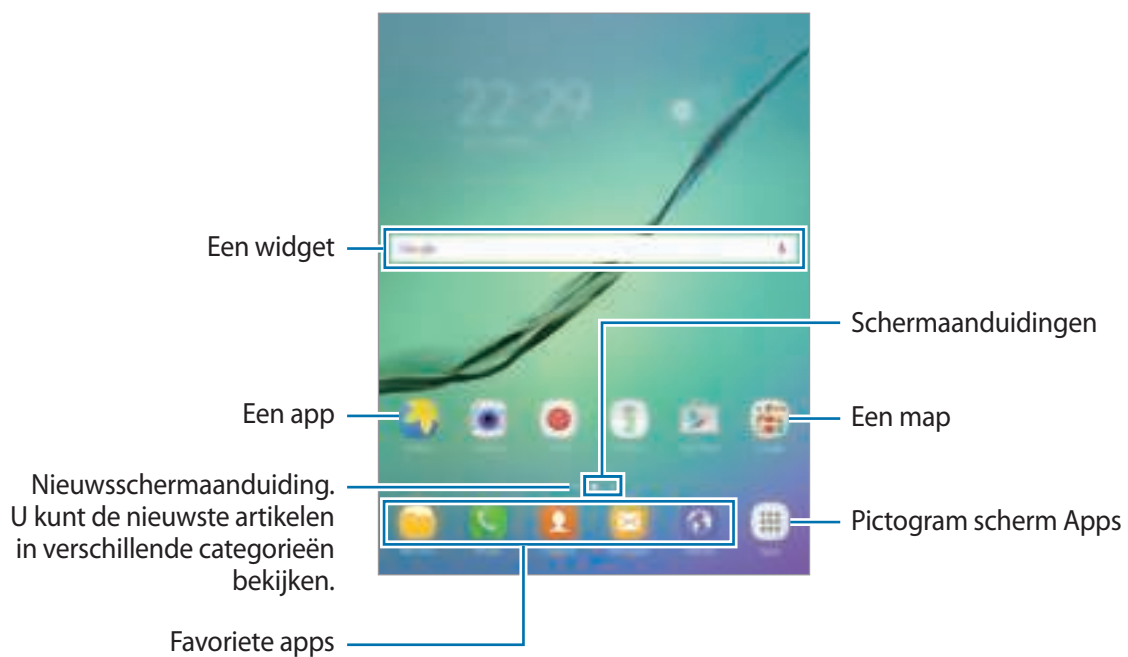 22:29
Google
Een widget
Schermaanduidingen
Een app
Een map
Nieuwsschermaanduiding.
U kunt de nieuwste artikelen
in verschillende categorieën
bekijken.
Pictogram scherm Apps
Favoriete apps